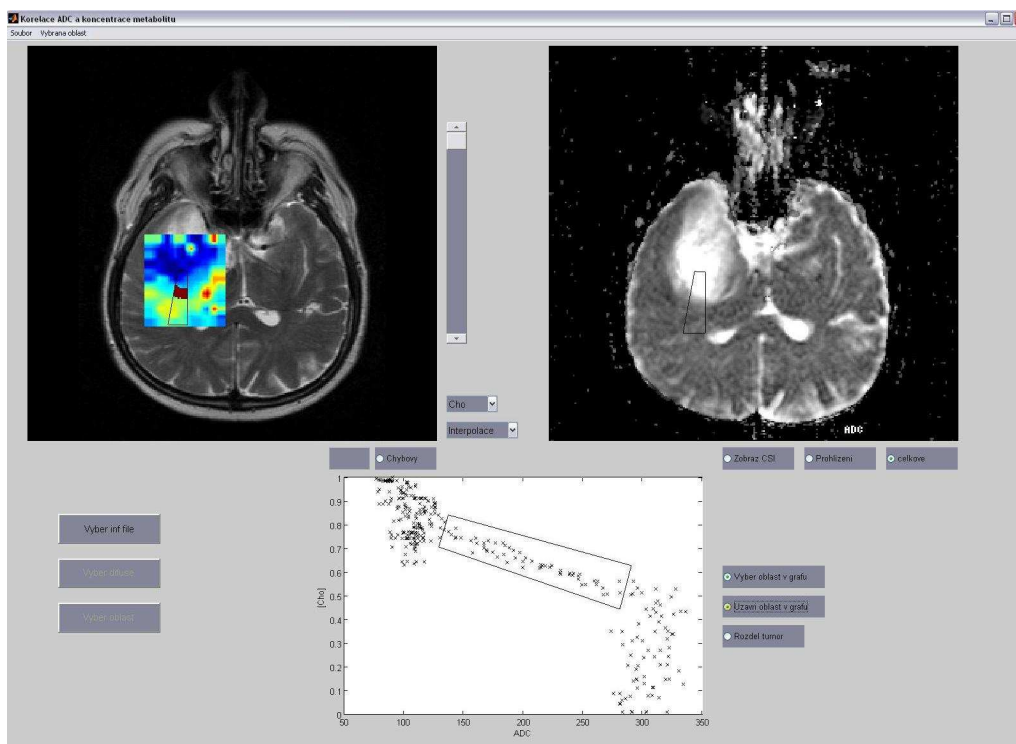 Korelace ADC a koncentrace metabolitu
Soubor Vybrana oblast
ADC
Cho
Interpolace
Chybovy
Zobraz CSI
Prohlizeni
celkove
Vyber inf file
Vyber difuse
Vyber oblast
1
0.9
0.8
0.7
0.6
0.5
0.4
0.3
0.2
0.1
0
[Cho]
50 100 150 200 250 300 350
ADC
Vyber oblast v grafu
Uzavri oblast v grafu
Rozdel tumor